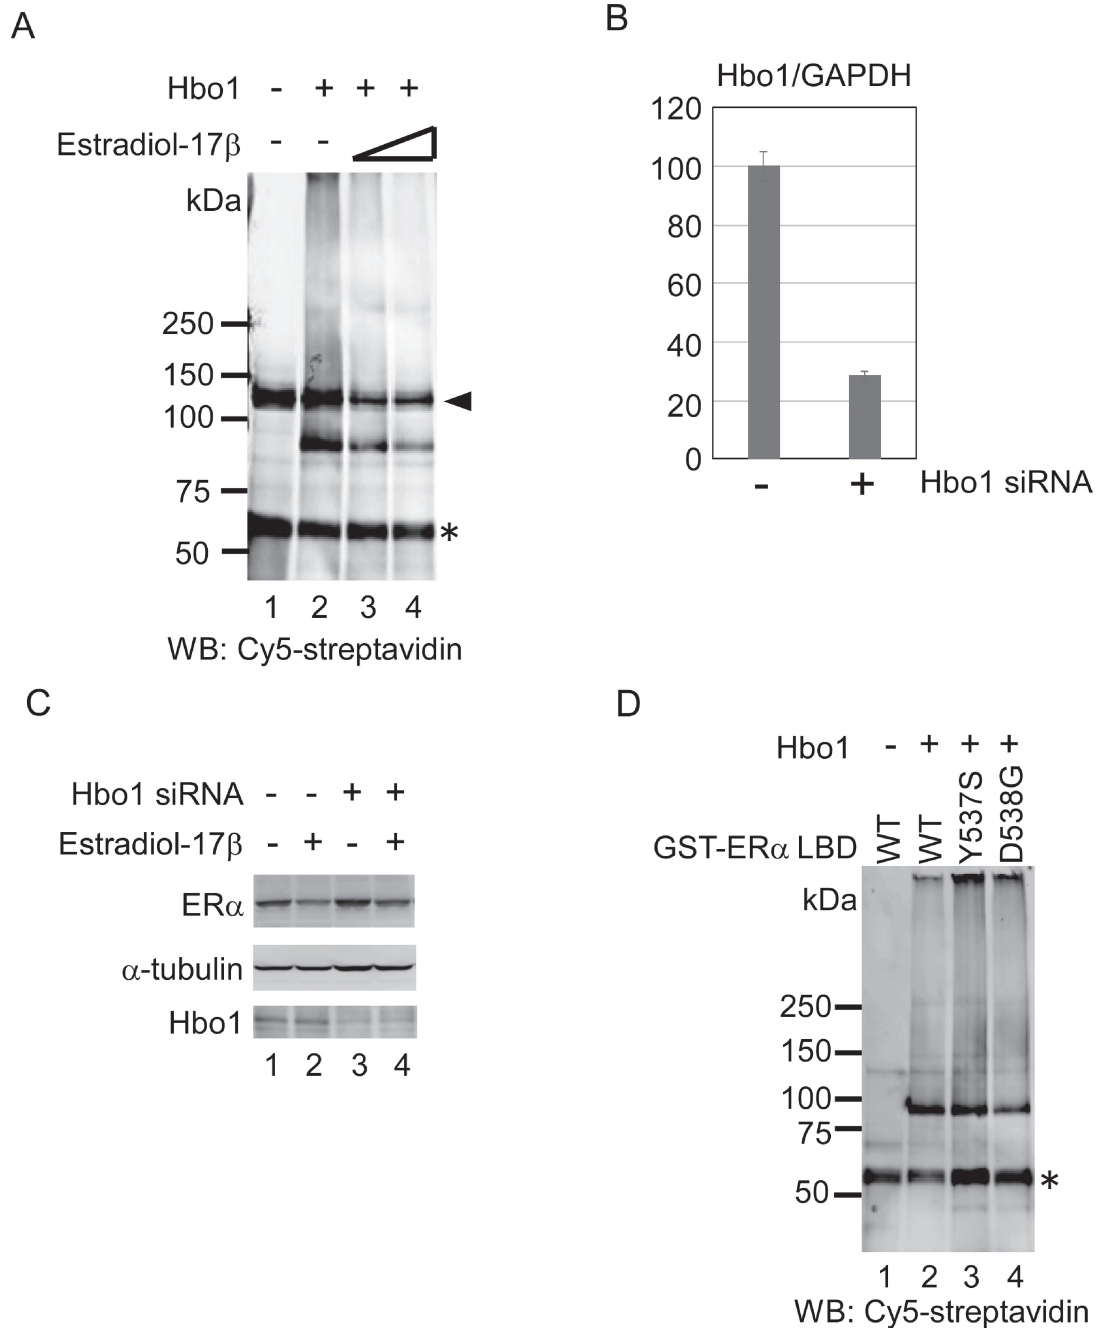 A
Hbo1 - + + +
Estradiol-17β - -
kDa
250
150
100
75
50
*
1 2 3 4
WB: Cy5-streptavidin
B
Hbo1/GAPDH
120
100
80
60
40
20
0
- + Hbo1 siRNA
C
Hbo1 siRNA - - + +
Estradiol-17β - + - +
ERα
α-tubulin
Hbo1
1 2 3 4
D
Hbo1 - + + +
GST-ERα LBD WT WT Y537S D538G
kDa
250
150
100
75
50
*
1 2 3 4
WB: Cy5-streptavidin